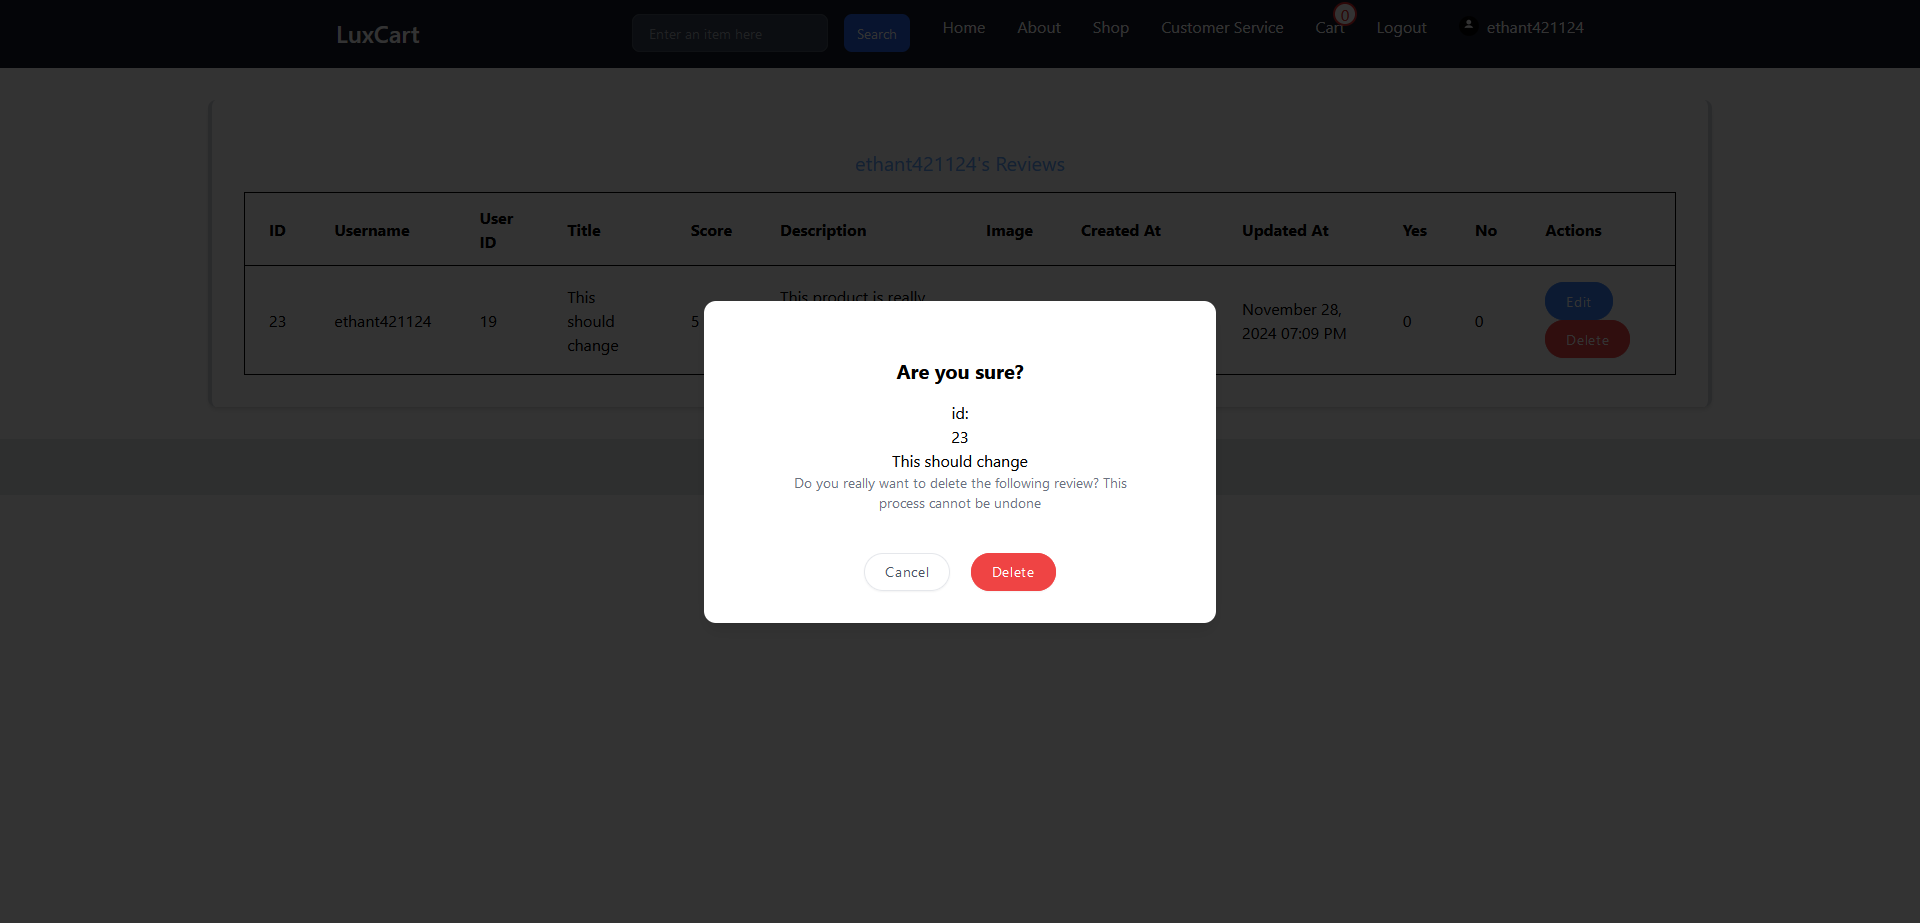 LuxCart
Enter an item here
Search
Home
About
Shop
Customer Service
Cart
0
Logout
ethant421124
ethant421124's Reviews
ID
Username
User
ID
Title
Score
Description
Image
Created At
Updated At
Yes
No
Actions
23
ethant421124
19
This
should
change
5
This product is really
November 28,
2024 07:09 PM
0
0
Edit
Delete
Are you sure?
id:
23
This should change
Do you really want to delete the following review? This
process cannot be undone
Cancel
Delete